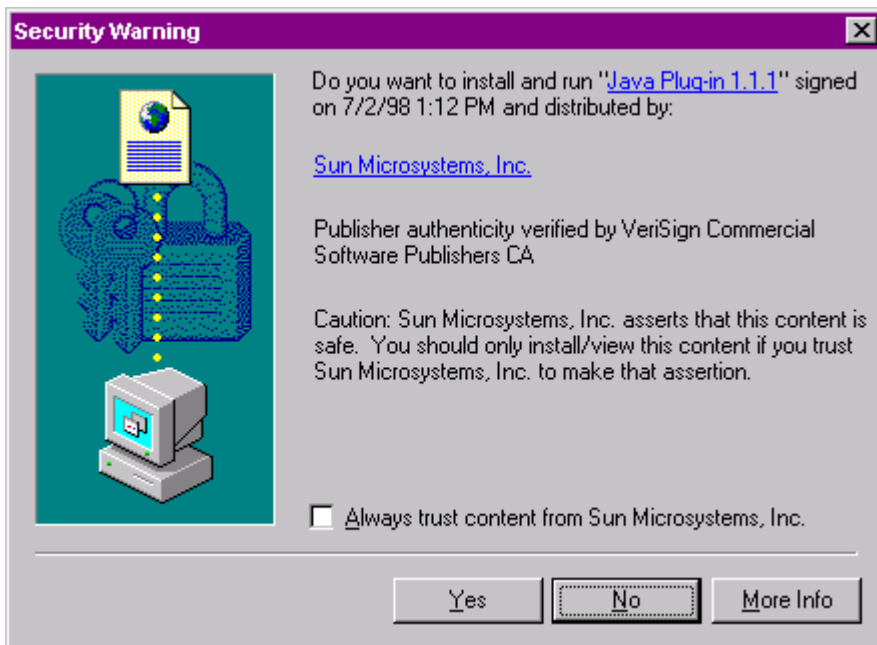 Security Warning
Do you want to install and run "Java Plug-in 1.1.1" signed
on 7/2/98 1:12 PM and distributed by:
Sun Microsystems, Inc.
Publisher authenticity verified by VeriSign Commercial
Software Publishers CA
Caution: Sun Microsystems, Inc. asserts that this content is
safe.  You should only install/view this content if you trust
Sun Microsystems, Inc. to make that assertion.
Always trust content from Sun Microsystems, Inc.
Yes No More Info